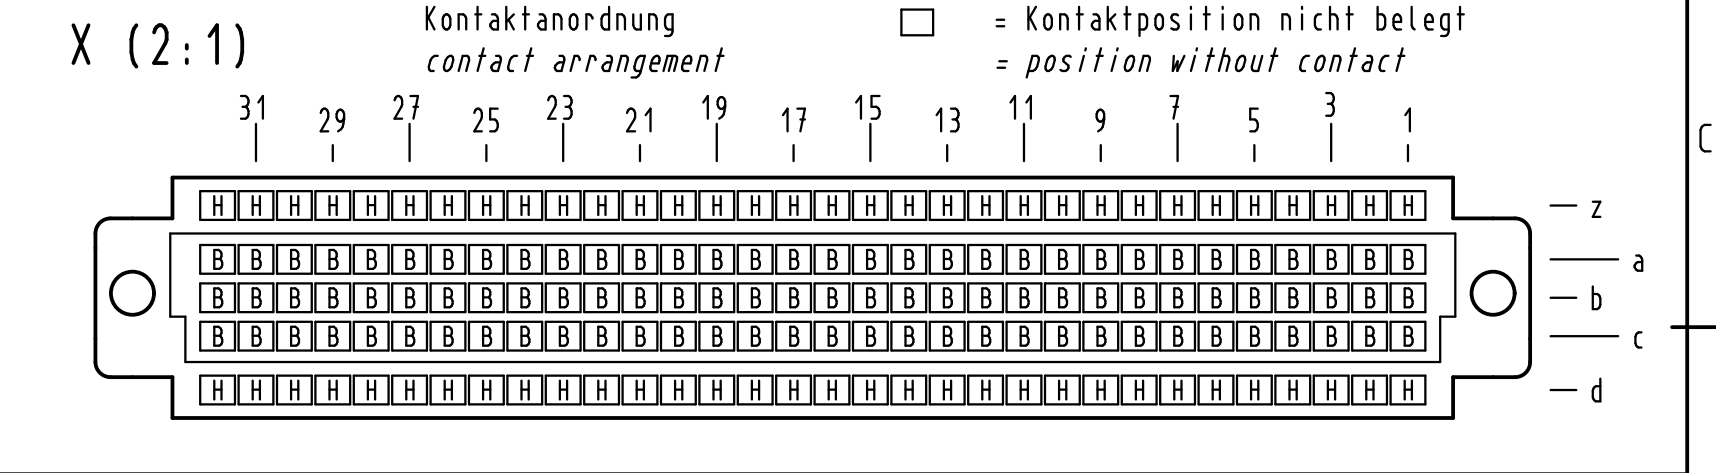 X (2:1)
Kontaktanordnung
contact arrangement
= Kontaktposition nicht belegt
= position without contact
31 29 27 25 23 21 19 17 15 13 11 9 7 5 3 1
C
H H H H H H H H H H H H H H H H H H H H H H H H H H H H H H H H z
B B B B B B B B B B B B B B B B B B B B B B B B B B B B B B B B a
B B B B B B B B B B B B B B B B B B B B B B B B B B B B B B B B b
B B B B B B B B B B B B B B B B B B B B B B B B B B B B B B B B c
H H H H H H H H H H H H H H H H H H H H H H H H H H H H H H H H d